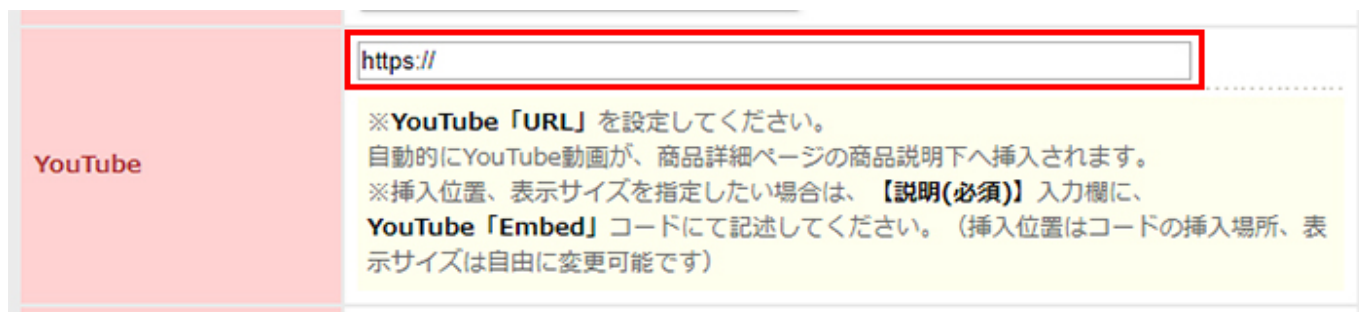 https://
YouTube
※YouTube「URL」を設定してください。
自動的にYouTube動画が、商品詳細ページの商品説明下へ挿入されます。
※挿入位置、表示サイズを指定したい場合は、【説明(必須)】入力欄に、
YouTube「Embed」コードにて記述してください。（挿入位置はコードの挿入場所、表
示サイズは自由に変更可能です）